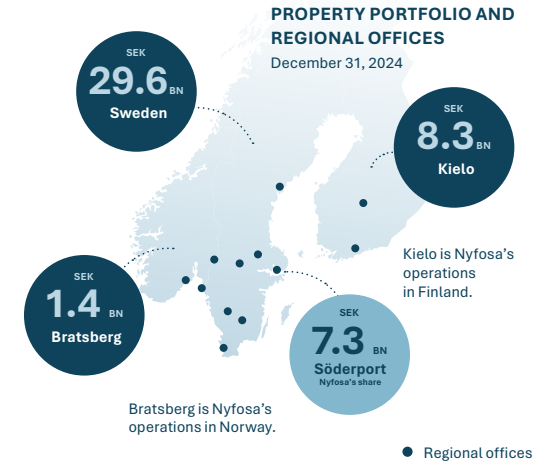 PROPERTY PORTFOLIO AND
REGIONAL OFFICES
December 31, 2024
SEK
29.6 BN
Sweden
SEK
8.3 BN
Kielo
Kielo is Nyfosa’s
operations
in Finland.
SEK
1.4 BN
Bratsberg
SEK
7.3 BN
Söderport
Nyfosa’s share
Bratsberg is Nyfosa’s
operations in Norway.
Regional offices